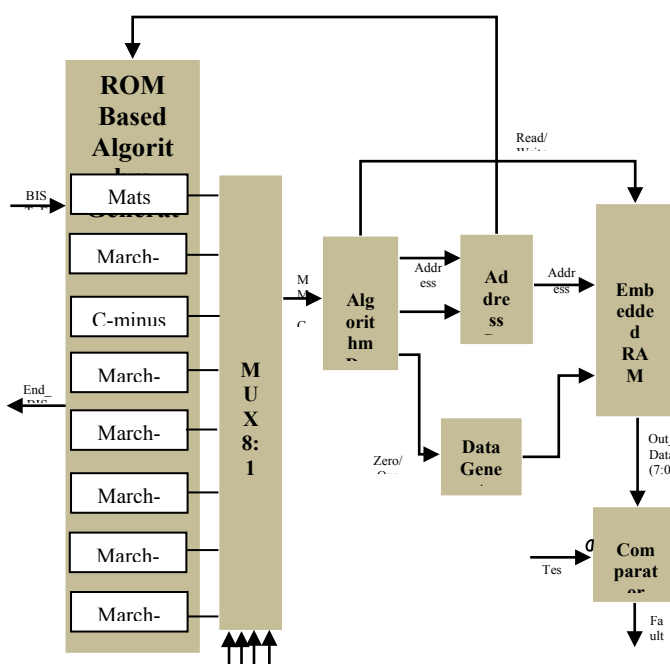 ROM
Based
Algorit
Mats
March-
C-minus
March-
March-
March-
March-
March-
BIS
End_
M
U
X
8:
1
Alg
orit
hm
Addr
ess
Ad
dre
ss
Addr
ess
Read/
Zero/
Data
Gene
Emb
edde
d
RA
M
Out_
Data
(7:0
Tes
Com
parat
or
Fa
ult